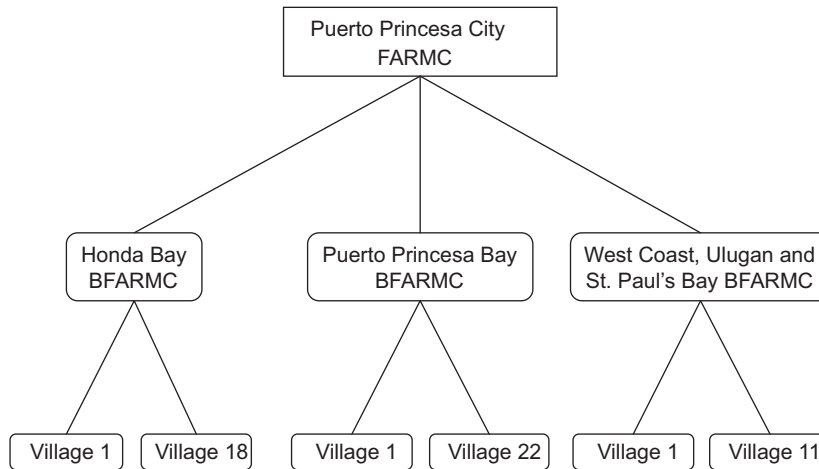 Puerto Princesa City
FARMC
Honda Bay
BFARMC
Puerto Princesa Bay
BFARMC
West Coast, Ulugan and
St. Paul’s Bay BFARMC
Village 1
Village 18
Village 1
Village 22
Village 1
Village 11